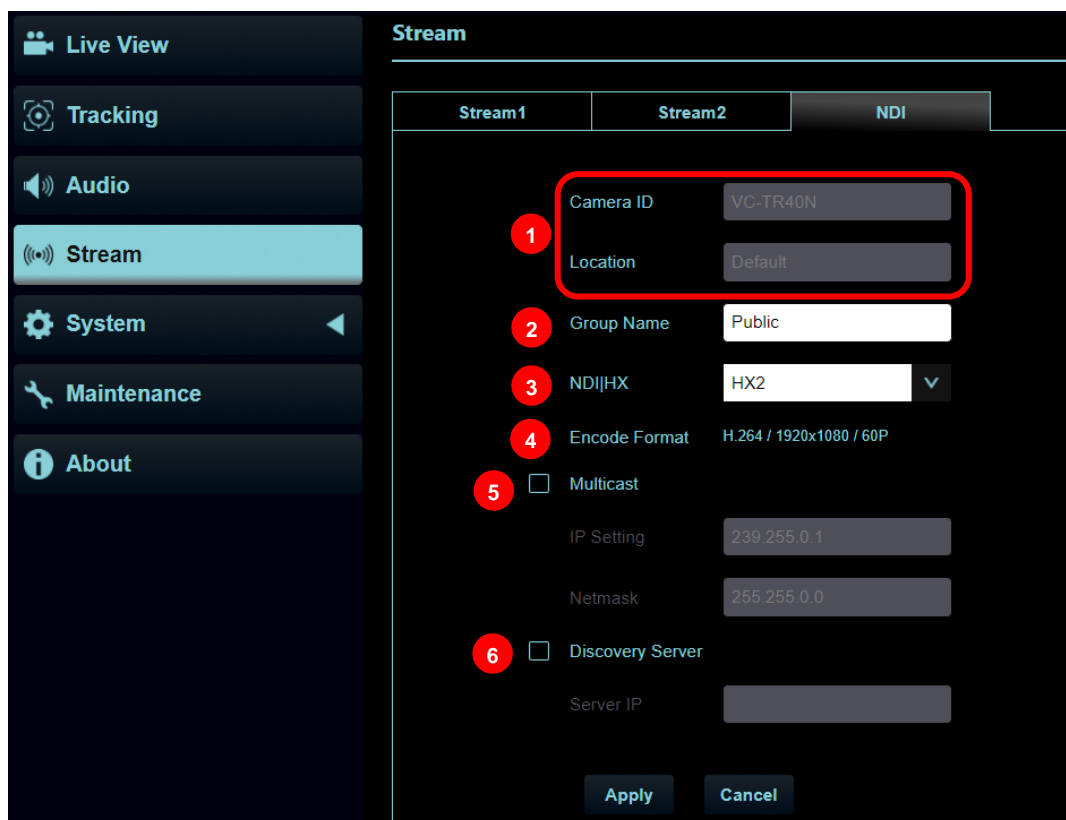 Live View
Tracking
Audio
Stream
System
Maintenance
About
Stream
Stream1 Stream2 NDI
1
Camera ID VC-TR40N
Location Default
2 Group Name Public
3 NDI|HX HX2
4 Encode Format H.264 / 1920x1080 / 60P
5 Multicast
IP Setting 239.255.0.1
Netmask 255.255.0.0
6 Discovery Server
Server IP
Apply Cancel